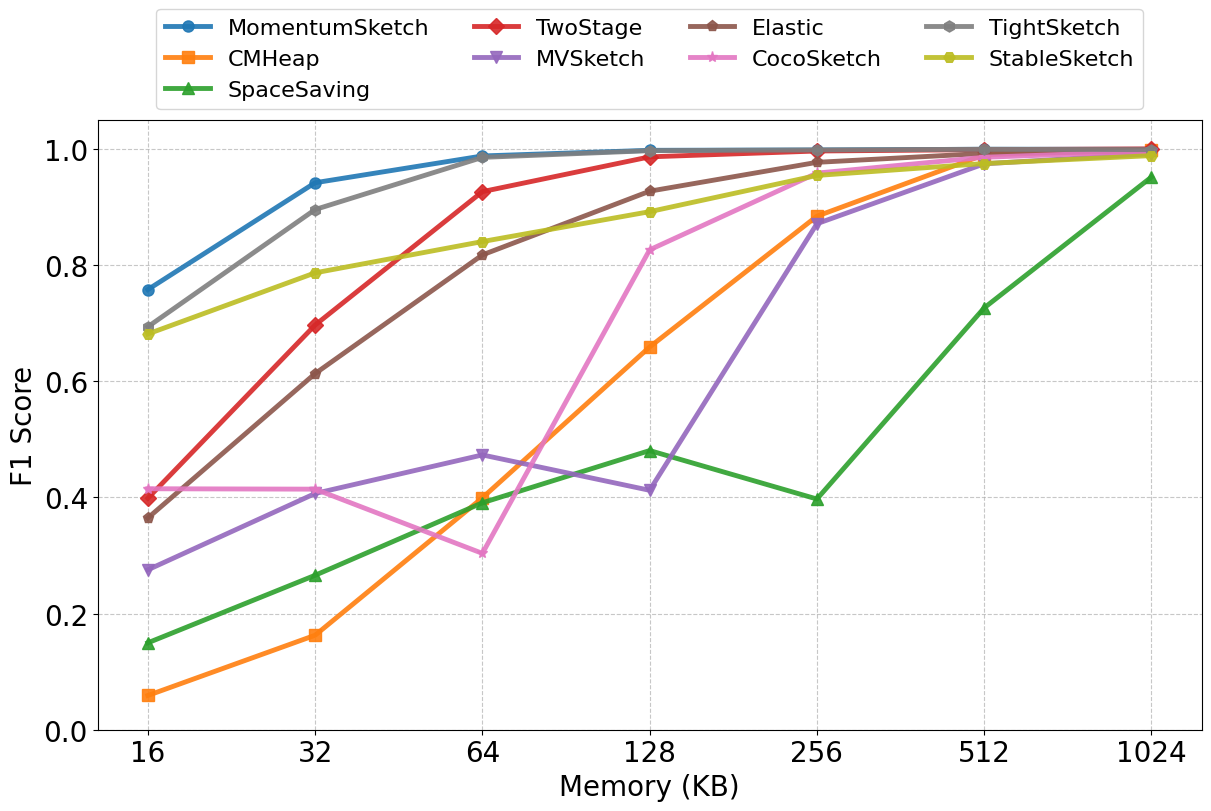 MomentumSketch TwoStage Elastic TightSketch
CMHeap MVSketch CocoSketch StableSketch
SpaceSaving
1.0
0.8
0.6
0.4
0.2
0.0
F1 Score
16 32 64 128 256 512 1024
Memory (KB)